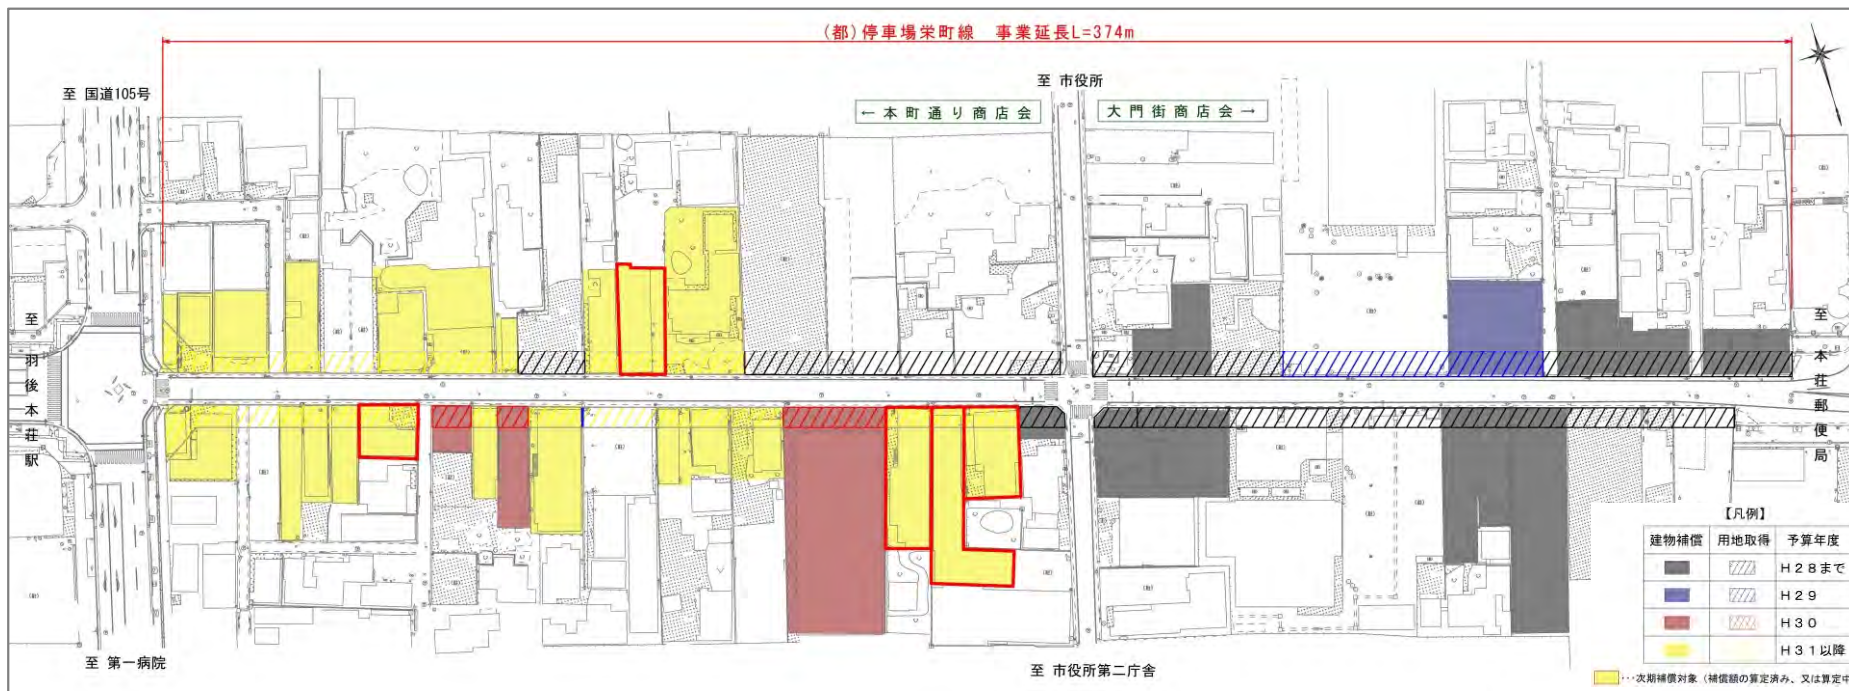 (都)停車場栄町線　事業延長L=374m
至 国道105号
至 市役所
←本町通り商店会
大門街商店会→
至 羽後本荘駅
至 本荘郵便局
至 第一病院
至 市役所第二庁舎
【凡例】
建物補償 用地取得 予算年度
H28まで
H29
H30
H31以降
･･･次期補償対象（補償額の算定済み、又は算定中